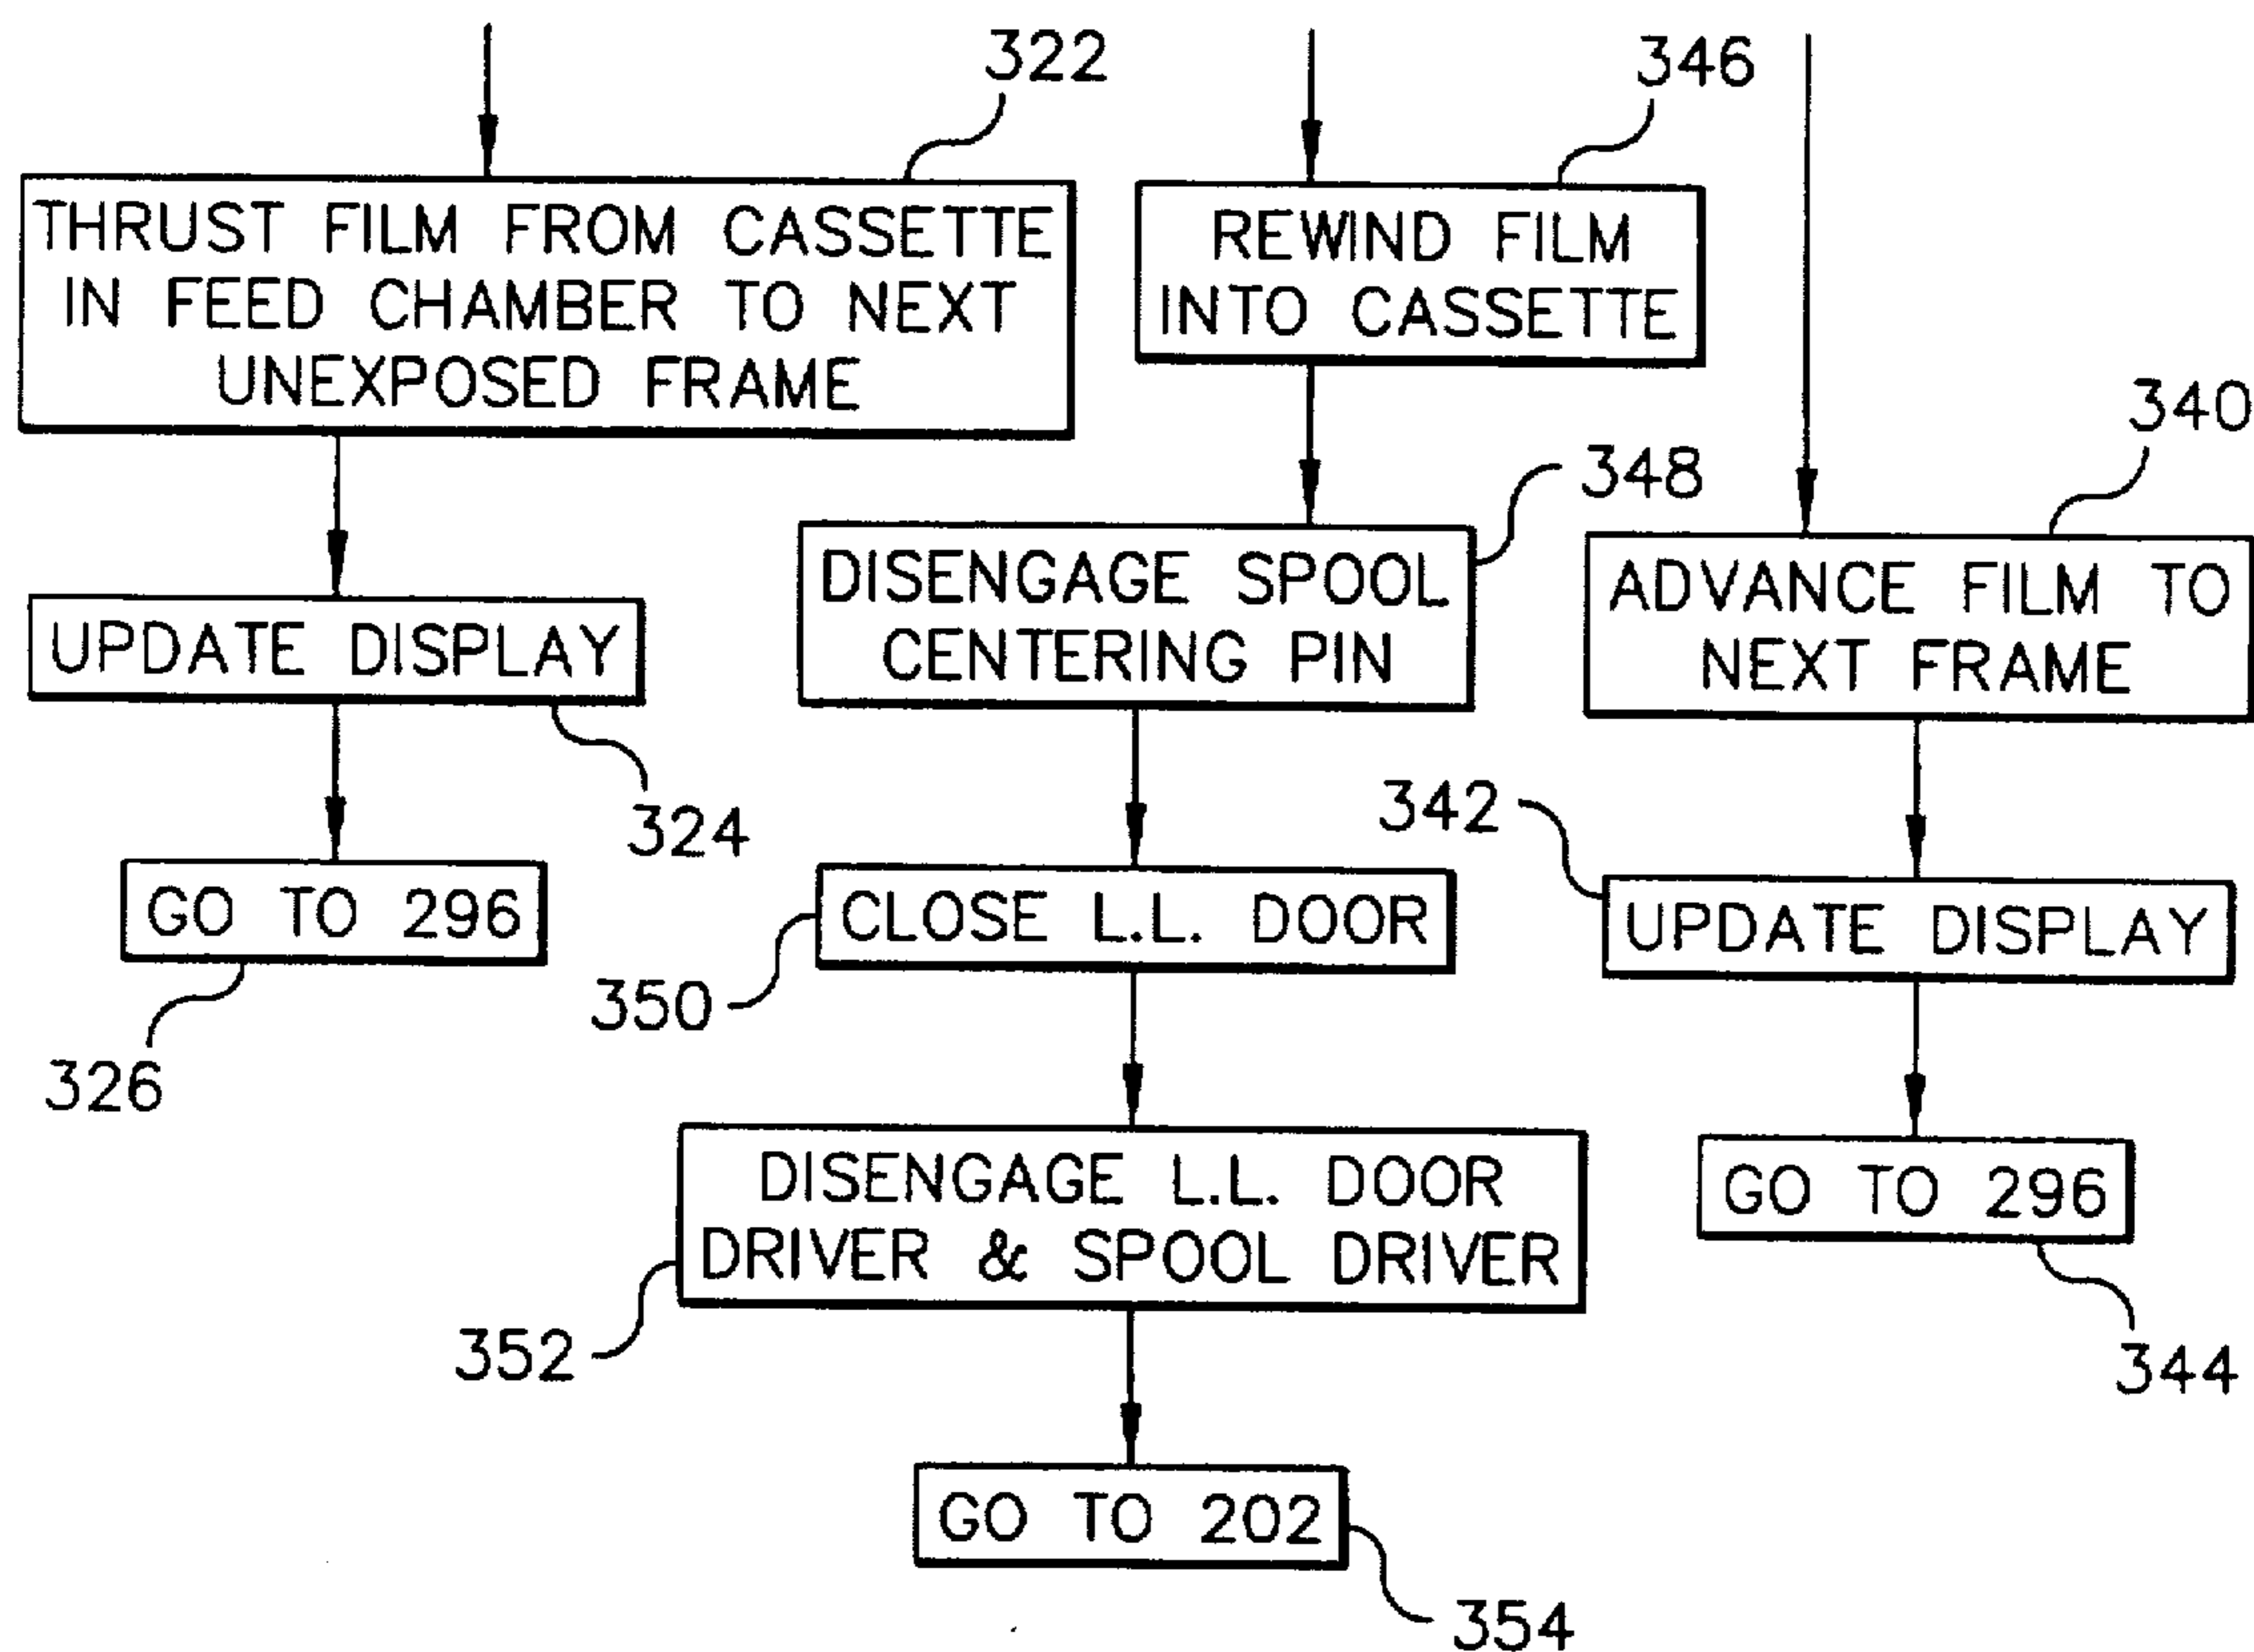 322
THRUST FILM FROM CASSETTE
IN FEED CHAMBER TO NEXT
UNEXPOSED FRAME
UPDATE DISPLAY
324
GO TO 296
326
346
REWIND FILM
INTO CASSETTE
348
DISENGAGE SPOOL
CENTERING PIN
350
CLOSE L.L. DOOR
352
DISENGAGE L.L. DOOR
DRIVER & SPOOL DRIVER
GO TO 202
354
340
ADVANCE FILM TO
NEXT FRAME
342
UPDATE DISPLAY
GO TO 296
344